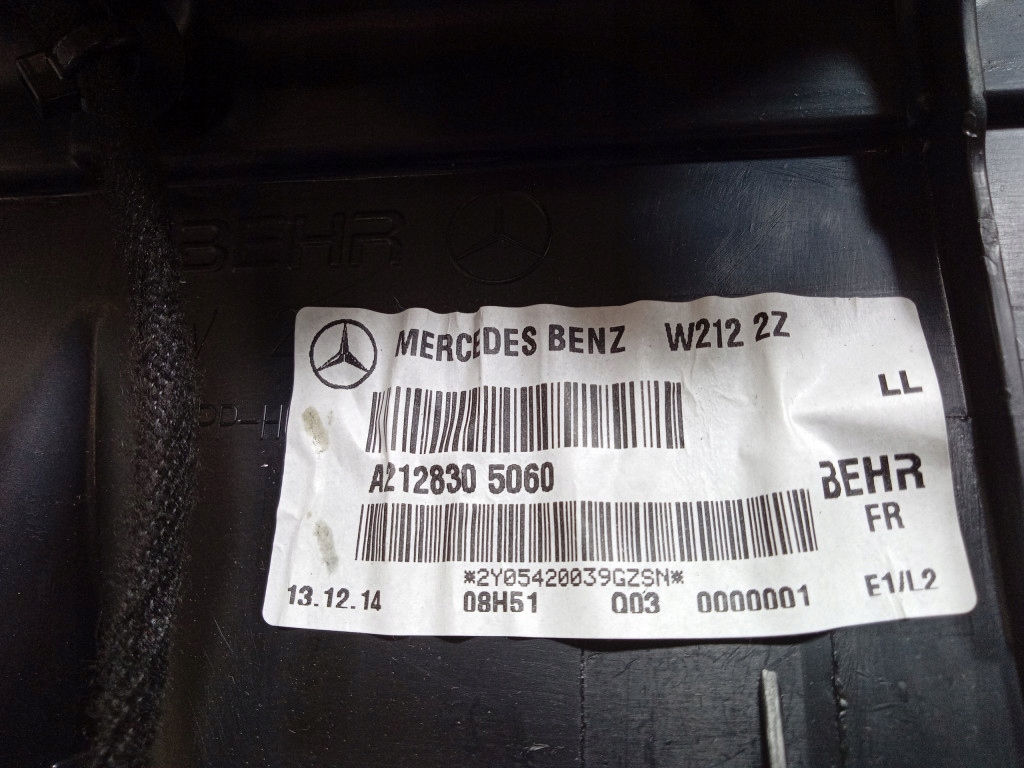 BEHR
MERCEDES BENZ W212 2Z
LL
A212830 5060
BEHR
FR
*2Y05420039GZSN*
13.12.14 08H51 Q03 0000001 E1/L2